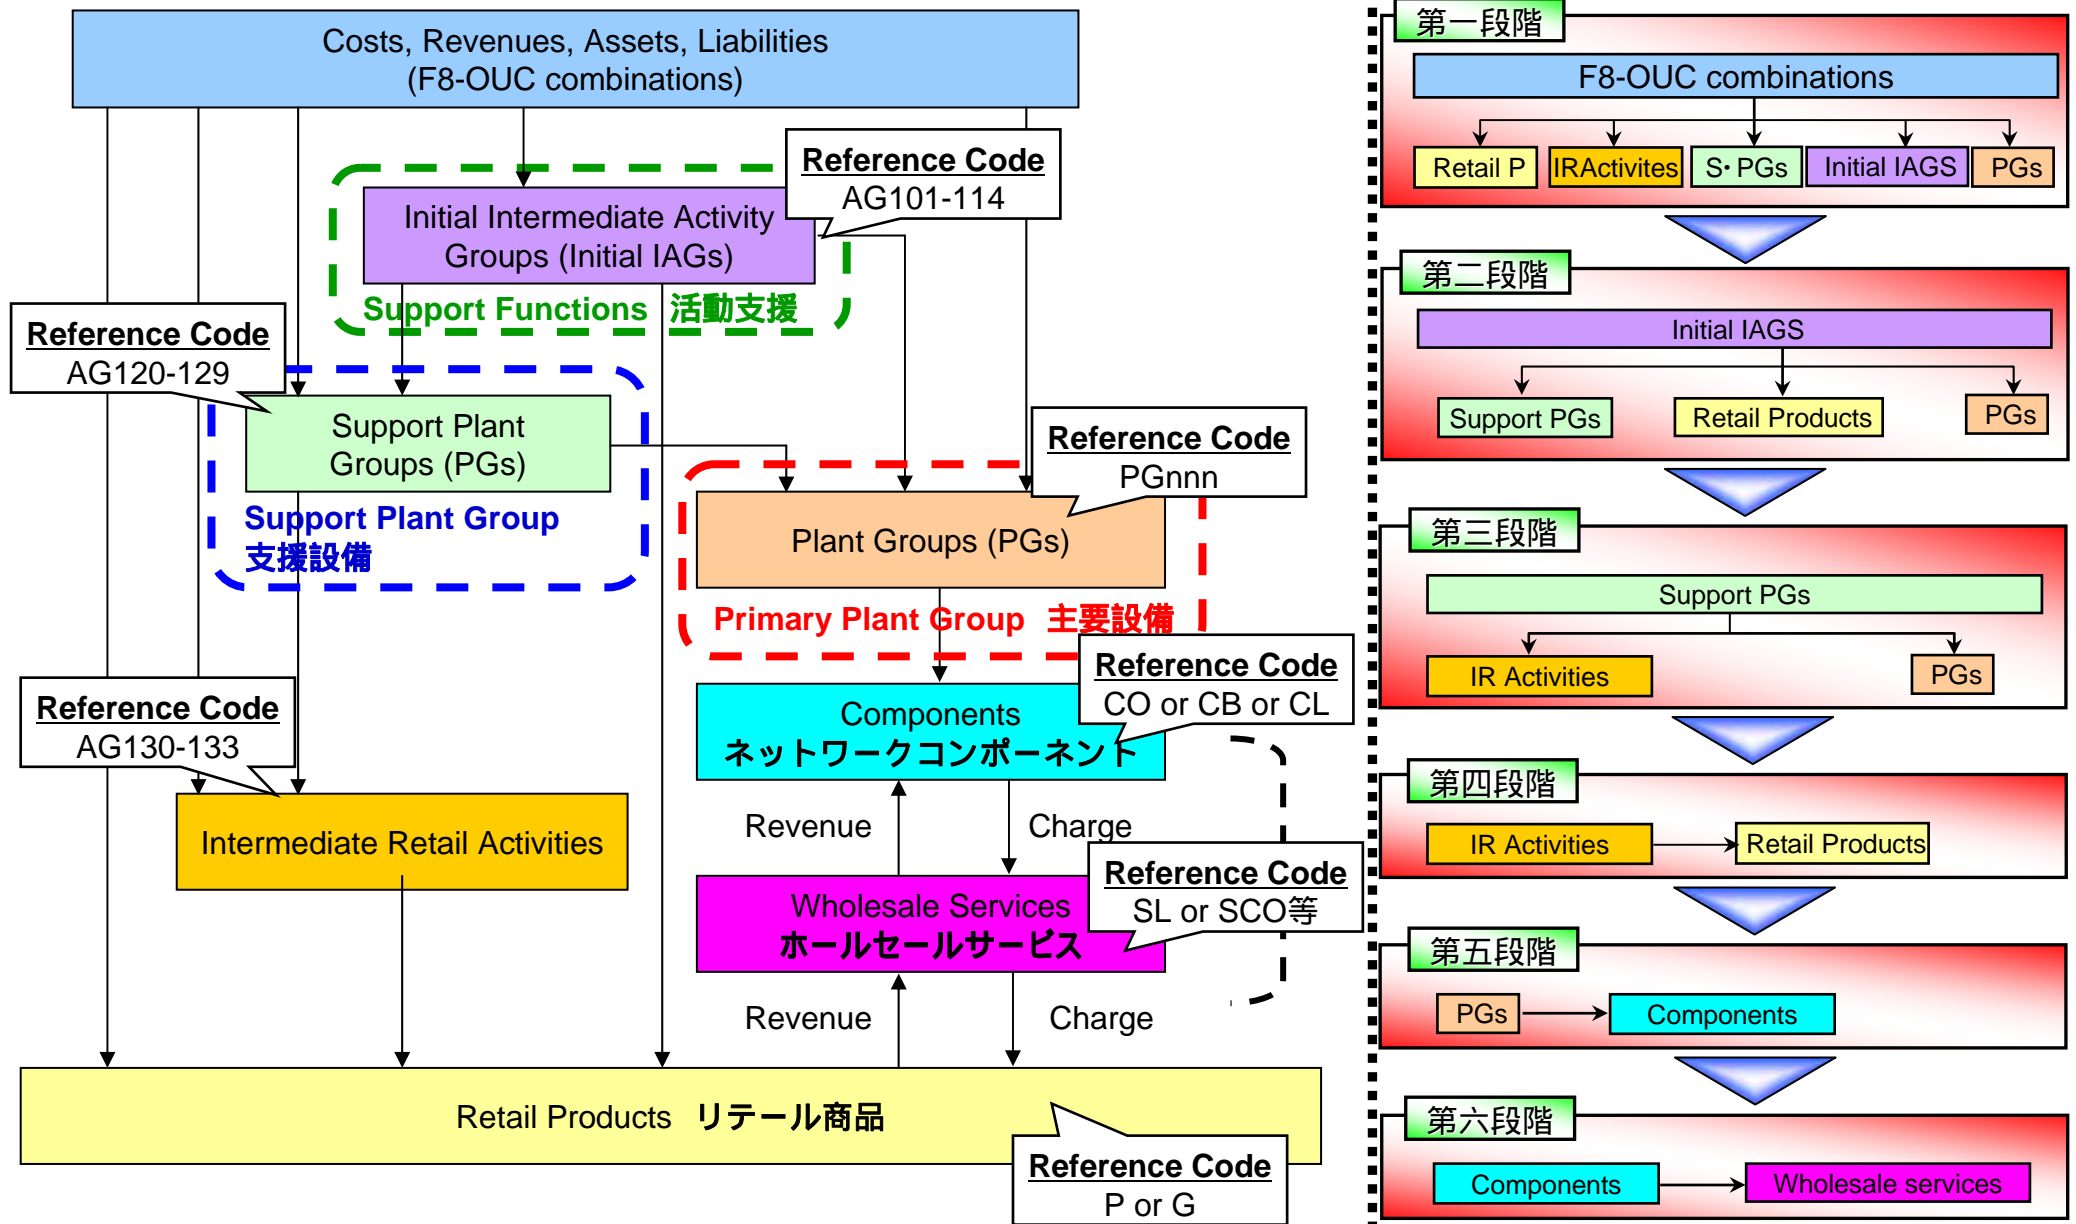 Costs, Revenues, Assets, Liabilities
(F8-OUC combinations)
Reference Code
AG101-114
Initial Intermediate Activity
Groups (Initial IAGs)
Support Functions 活動支援
Reference Code
AG120-129
Support Plant
Groups (PGs)
Support Plant Group
支援設備
Reference Code
PGnnn
Plant Groups (PGs)
Primary Plant Group 主要設備
Reference Code
CO or CB or CL
Components
ネットワークコンポーネント
Reference Code
AG130-133
Intermediate Retail Activities
Revenue
Charge
Reference Code
SL or SCO等
Wholesale Services
ホールセールサービス
Revenue
Charge
Retail Products リテール商品
Reference Code
P or G
第一段階
F8-OUC combinations
Retail P
IRActivites
S・PGs
Initial IAGS
PGs
第二段階
Initial IAGS
Support PGs
Retail Products
PGs
第三段階
Support PGs
IR Activities
PGs
第四段階
IR Activities
Retail Products
第五段階
PGs
Components
第六段階
Components
Wholesale services